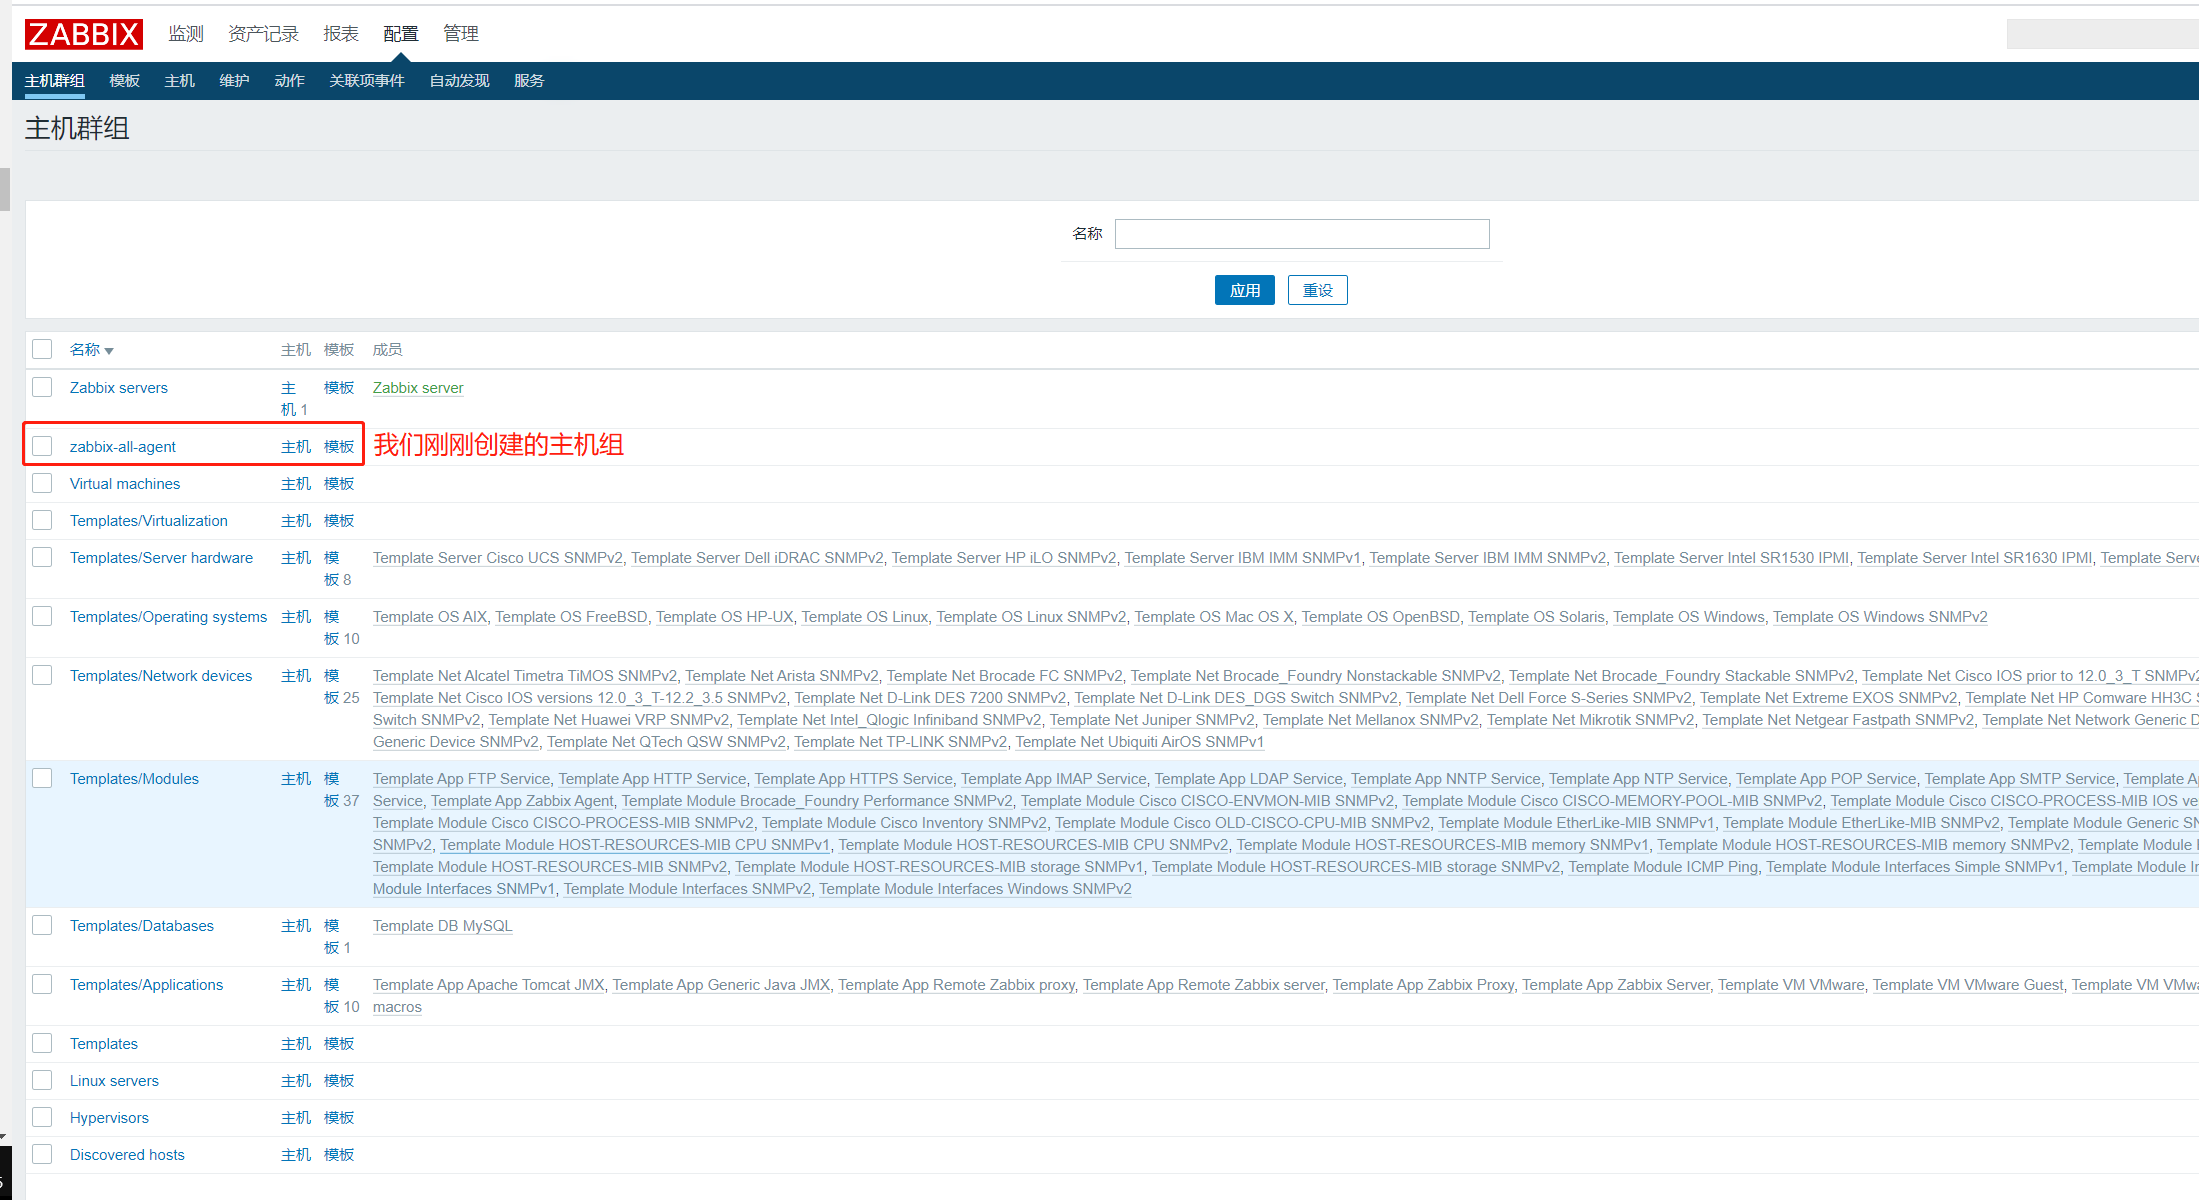 ZABBIX 监测 资产记录 报表 配置 管理
主机群组 模板 主机 维护 动作 关联项事件 自动发现 服务
主机群组
名称
应用 重设
名称 主机 模板 成员
Zabbix servers 主机 1 模板 Zabbix server
zabbix-all-agent 主机 模板 我们刚刚创建的主机组
Virtual machines 主机 模板
Templates/Virtualization 主机 模板
Templates/Server hardware 主机 模板 8 Template Server Cisco UCS SNMPv2, Template Server Dell iDRAC SNMPv2, Template Server HP iLO SNMPv2, Template Server IBM IMM SNMPv1, Template Server IBM IMM SNMPv2, Template Server Intel SR1530 IPMI, Template Server Intel SR1630 IPMI, Template
Templates/Operating systems 主机 模板 10 Template OS AIX, Template OS FreeBSD, Template OS HP-UX, Template OS Linux, Template OS Linux SNMPv2, Template OS Mac OS X, Template OS OpenBSD, Template OS Solaris, Template OS Windows, Template OS Windows SNMPv2
Templates/Network devices 主机 模板 25 Template Net Alcatel Timetra TiMOS SNMPv2, Template Net Arista SNMPv2, Template Net Brocade FC SNMPv2, Template Net Brocade_Foundry Nonstackable SNMPv2, Template Net Brocade_Foundry Stackable SNMPv2, Template Net Cisco IOS prior to 12.0_3_T SNMPv2
Template Net Cisco IOS versions 12.0_3_T-12.2_3.5 SNMPv2, Template Net D-Link DES 7200 SNMPv2, Template Net D-Link DES_DGS Switch SNMPv2, Template Net Dell Force S-Series SNMPv2, Template Net Extreme EXOS SNMPv2, Template Net HP Comware HH3C
Switch SNMPv2, Template Net Huawei VRP SNMPv2, Template Net Intel_Qlogic Infiniband SNMPv2, Template Net Juniper SNMPv2, Template Net Mellanox SNMPv2, Template Net Mikrotik SNMPv2, Template Net Netgear Fastpath SNMPv2, Template Net Network Generic
Generic Device SNMPv2, Template Net QTech QSW SNMPv2, Template Net TP-LINK SNMPv2, Template Net Ubiquiti AirOS SNMPv1
Templates/Modules 主机 模板 37 Template App FTP Service, Template App HTTP Service, Template App HTTPS Service, Template App IMAP Service, Template App LDAP Service, Template App NNTP Service, Template App NTP Service, Template App POP Service, Template App SMTP Service, Template
Service, Template App Zabbix Agent, Template Module Brocade_Foundry Performance SNMPv2, Template Module Cisco CISCO-ENVMON-MIB SNMPv2, Template Module Cisco CISCO-MEMORY-POOL-MIB SNMPv2, Template Module Cisco CISCO-PROCESS-MIB IOS
Template Module Cisco CISCO-PROCESS-MIB SNMPv2, Template Module Cisco Inventory SNMPv2, Template Module Cisco OLD-CISCO-CPU-MIB SNMPv2, Template Module EtherLike-MIB SNMPv1, Template Module EtherLike-MIB SNMPv2, Template Module Generic
SNMPv2, Template Module HOST-RESOURCES-MIB CPU SNMPv1, Template Module HOST-RESOURCES-MIB CPU SNMPv2, Template Module HOST-RESOURCES-MIB memory SNMPv1, Template Module HOST-RESOURCES-MIB memory SNMPv2, Template Module
Template Module HOST-RESOURCES-MIB SNMPv2, Template Module HOST-RESOURCES-MIB storage SNMPv1, Template Module HOST-RESOURCES-MIB storage SNMPv2, Template Module ICMP Ping, Template Module Interfaces Simple SNMPv1, Template Module
Module Interfaces SNMPv1, Template Module Interfaces SNMPv2, Template Module Interfaces Windows SNMPv2
Templates/Databases 主机 模板 1 Template DB MySQL
Templates/Applications 主机 模板 10 Template App Apache Tomcat JMX, Template App Generic Java JMX, Template App Remote Zabbix proxy, Template App Remote Zabbix server, Template App Zabbix Proxy, Template App Zabbix Server, Template VM VMware, Template VM VMware Guest, Template VM
macros
Templates 主机 模板
Linux servers 主机 模板
Hypervisors 主机 模板
Discovered hosts 主机 模板